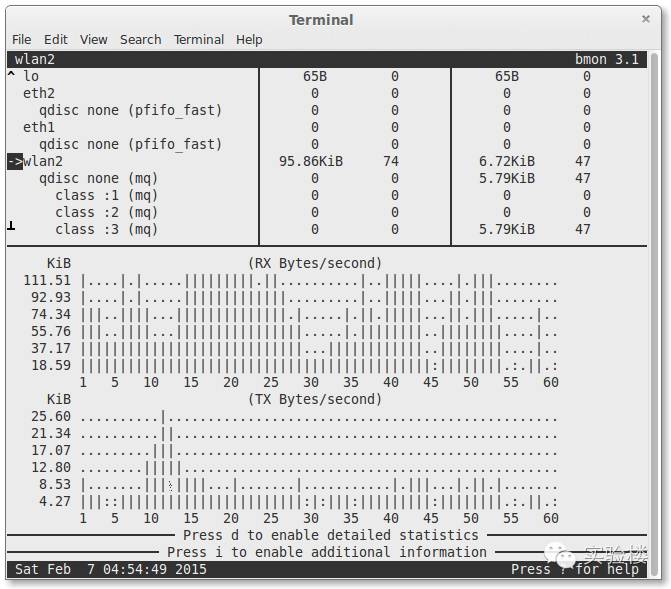 Terminal
File Edit View Search Terminal Help
wlan2 bmon 3.1
^ lo 65B 0 65B 0
eth2 0 0 0 0
qdisc none (pfifo_fast) 0 0 0 0
eth1 0 0 0 0
qdisc none (pfifo_fast) 0 0 0 0
->wlan2 95.86KiB 74 6.72KiB 47
qdisc none (mq) 0 0 5.79KiB 47
class :1 (mq) 0 0 0 0
class :2 (mq) 0 0 0 0
class :3 (mq) 0 0 5.79KiB 47
KiB (RX Bytes/second)
111.51
92.93
74.34
55.76
37.17
18.59
1 5 10 15 20 25 30 35 40 45 50 55 60
KiB (TX Bytes/second)
25.60
21.34
17.07
12.80
8.53
4.27
1 5 10 15 20 25 30 35 40 45 50 55 60
Press d to enable detailed statistics
Press i to enable additional information
实验楼
Sat Feb 7 04:54:49 2015 Press ? for help